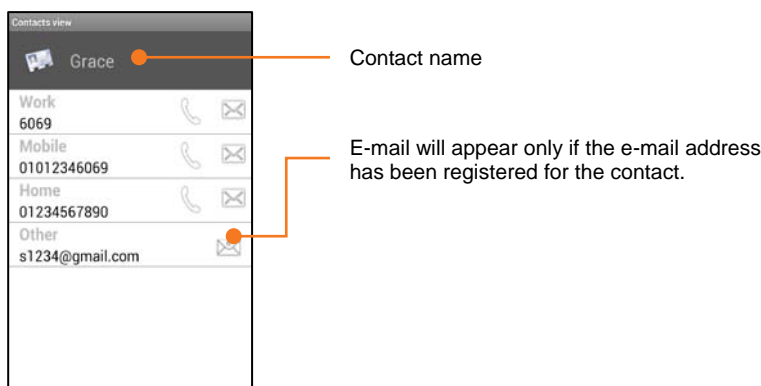 Contacts view
Grace
Contact name
Work
6069
Mobile
01012346069
E-mail will appear only if the e-mail address
has been registered for the contact.
Home
01234567890
Other
s1234@gmail.com